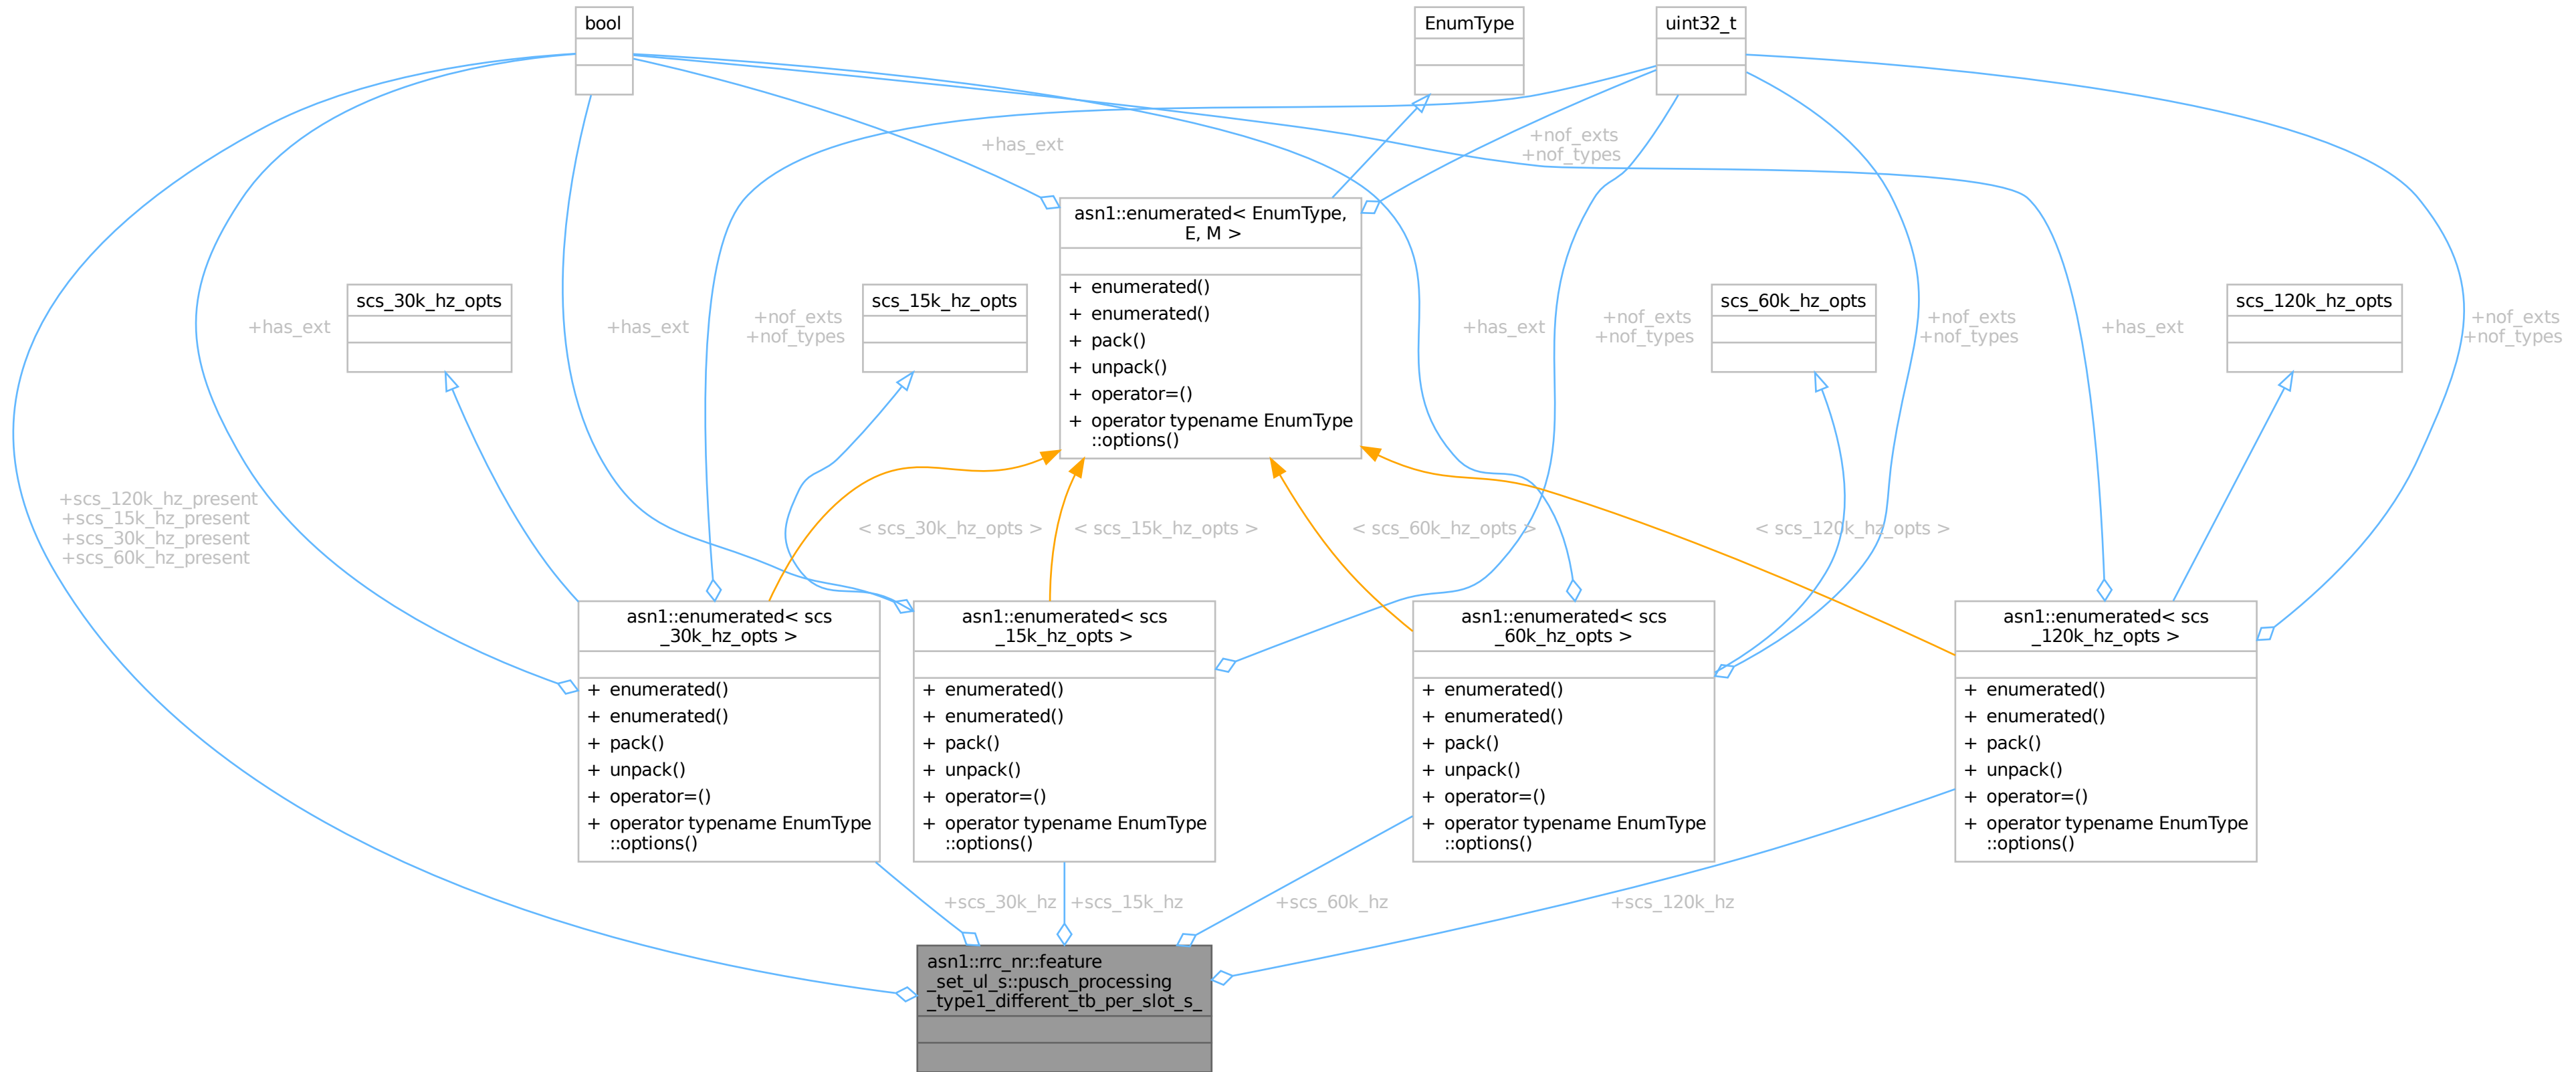 bool
EnumType
uint32_t
+has_ext
+nof_exts
+nof_types
asn1::enumerated< EnumType,
E, M >
+ enumerated()
+ enumerated()
+ pack()
+ unpack()
+ operator=()
+ operator typename EnumType
::options()
scs_30k_hz_opts
scs_15k_hz_opts
scs_60k_hz_opts
scs_120k_hz_opts
+has_ext
+has_ext
+nof_exts
+nof_types
+has_ext
+nof_exts
+nof_types
+nof_exts
+nof_types
+has_ext
+nof_exts
+nof_types
+scs_120k_hz_present
+scs_15k_hz_present
+scs_30k_hz_present
+scs_60k_hz_present
< scs_30k_hz_opts >
< scs_15k_hz_opts >
< scs_60k_hz_opts >
< scs_120k_hz_opts >
asn1::enumerated< scs
_30k_hz_opts >
+ enumerated()
+ enumerated()
+ pack()
+ unpack()
+ operator=()
+ operator typename EnumType
::options()
asn1::enumerated< scs
_15k_hz_opts >
+ enumerated()
+ enumerated()
+ pack()
+ unpack()
+ operator=()
+ operator typename EnumType
::options()
asn1::enumerated< scs
_60k_hz_opts >
+ enumerated()
+ enumerated()
+ pack()
+ unpack()
+ operator=()
+ operator typename EnumType
::options()
asn1::enumerated< scs
_120k_hz_opts >
+ enumerated()
+ enumerated()
+ pack()
+ unpack()
+ operator=()
+ operator typename EnumType
::options()
+scs_30k_hz
+scs_15k_hz
+scs_60k_hz
+scs_120k_hz
asn1::rrc_nr::feature
_set_ul_s::pusch_processing
_type1_different_tb_per_slot_s_